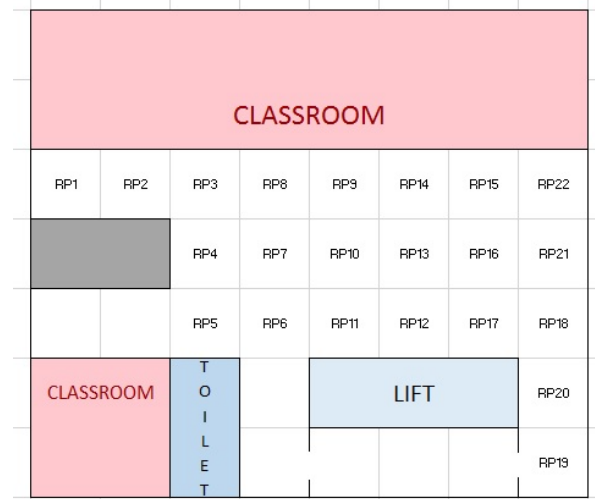 CLASSROOM
RP1 RP2 RP3 RP8 RP9 RP14 RP15 RP22
RP4 RP7 RP10 RP13 RP16 RP21
RP5 RP6 RP11 RP12 RP17 RP18
CLASSROOM
TOILET
LIFT
RP20
RP19